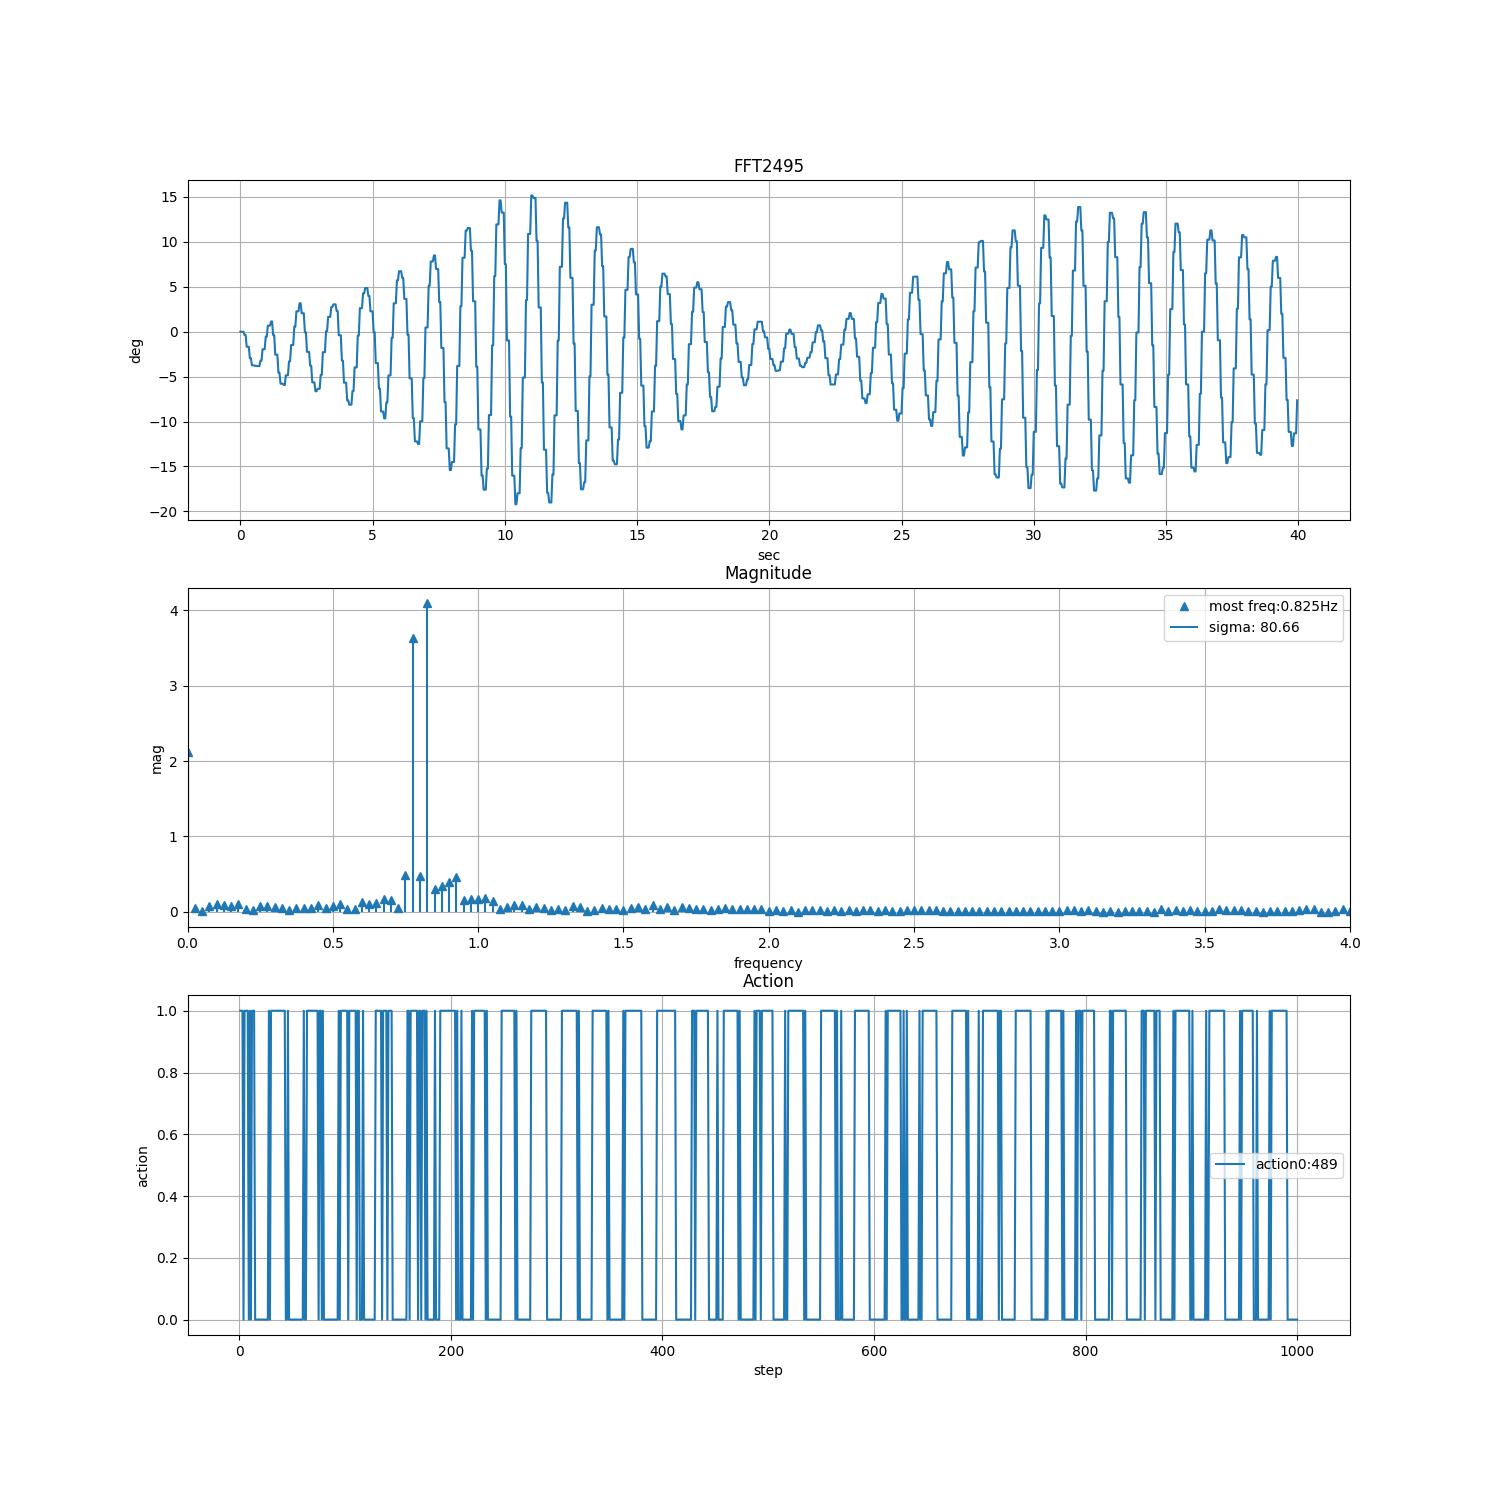 FFT2495
15
10
5
0
−5
−10
−15
−20
deg
0 5 10 15 20 25 30 35 40
sec
Magnitude
4
3
2
1
0
mag
most freq:0.825Hz
sigma: 80.66
0.0 0.5 1.0 1.5 2.0 2.5 3.0 3.5 4.0
frequency
Action
1.0
0.8
0.6
0.4
0.2
0.0
action
action0:489
0 200 400 600 800 1000
step